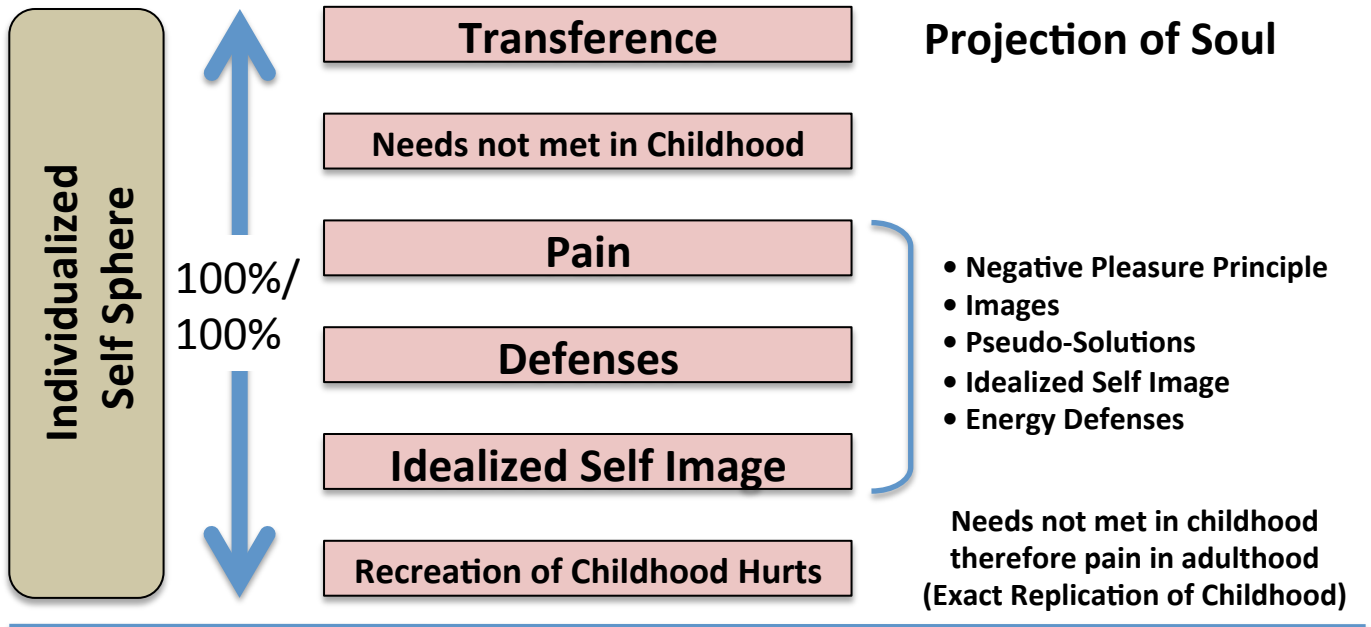 Individualized
Self Sphere
100%/
100%
Transference
Projection of Soul
Needs not met in Childhood
Pain
Defenses
Idealized Self Image
• Negative Pleasure Principle
• Images
• Pseudo-Solutions
• Idealized Self Image
• Energy Defenses
Recreation of Childhood Hurts
Needs not met in childhood
therefore pain in adulthood
(Exact Replication of Childhood)